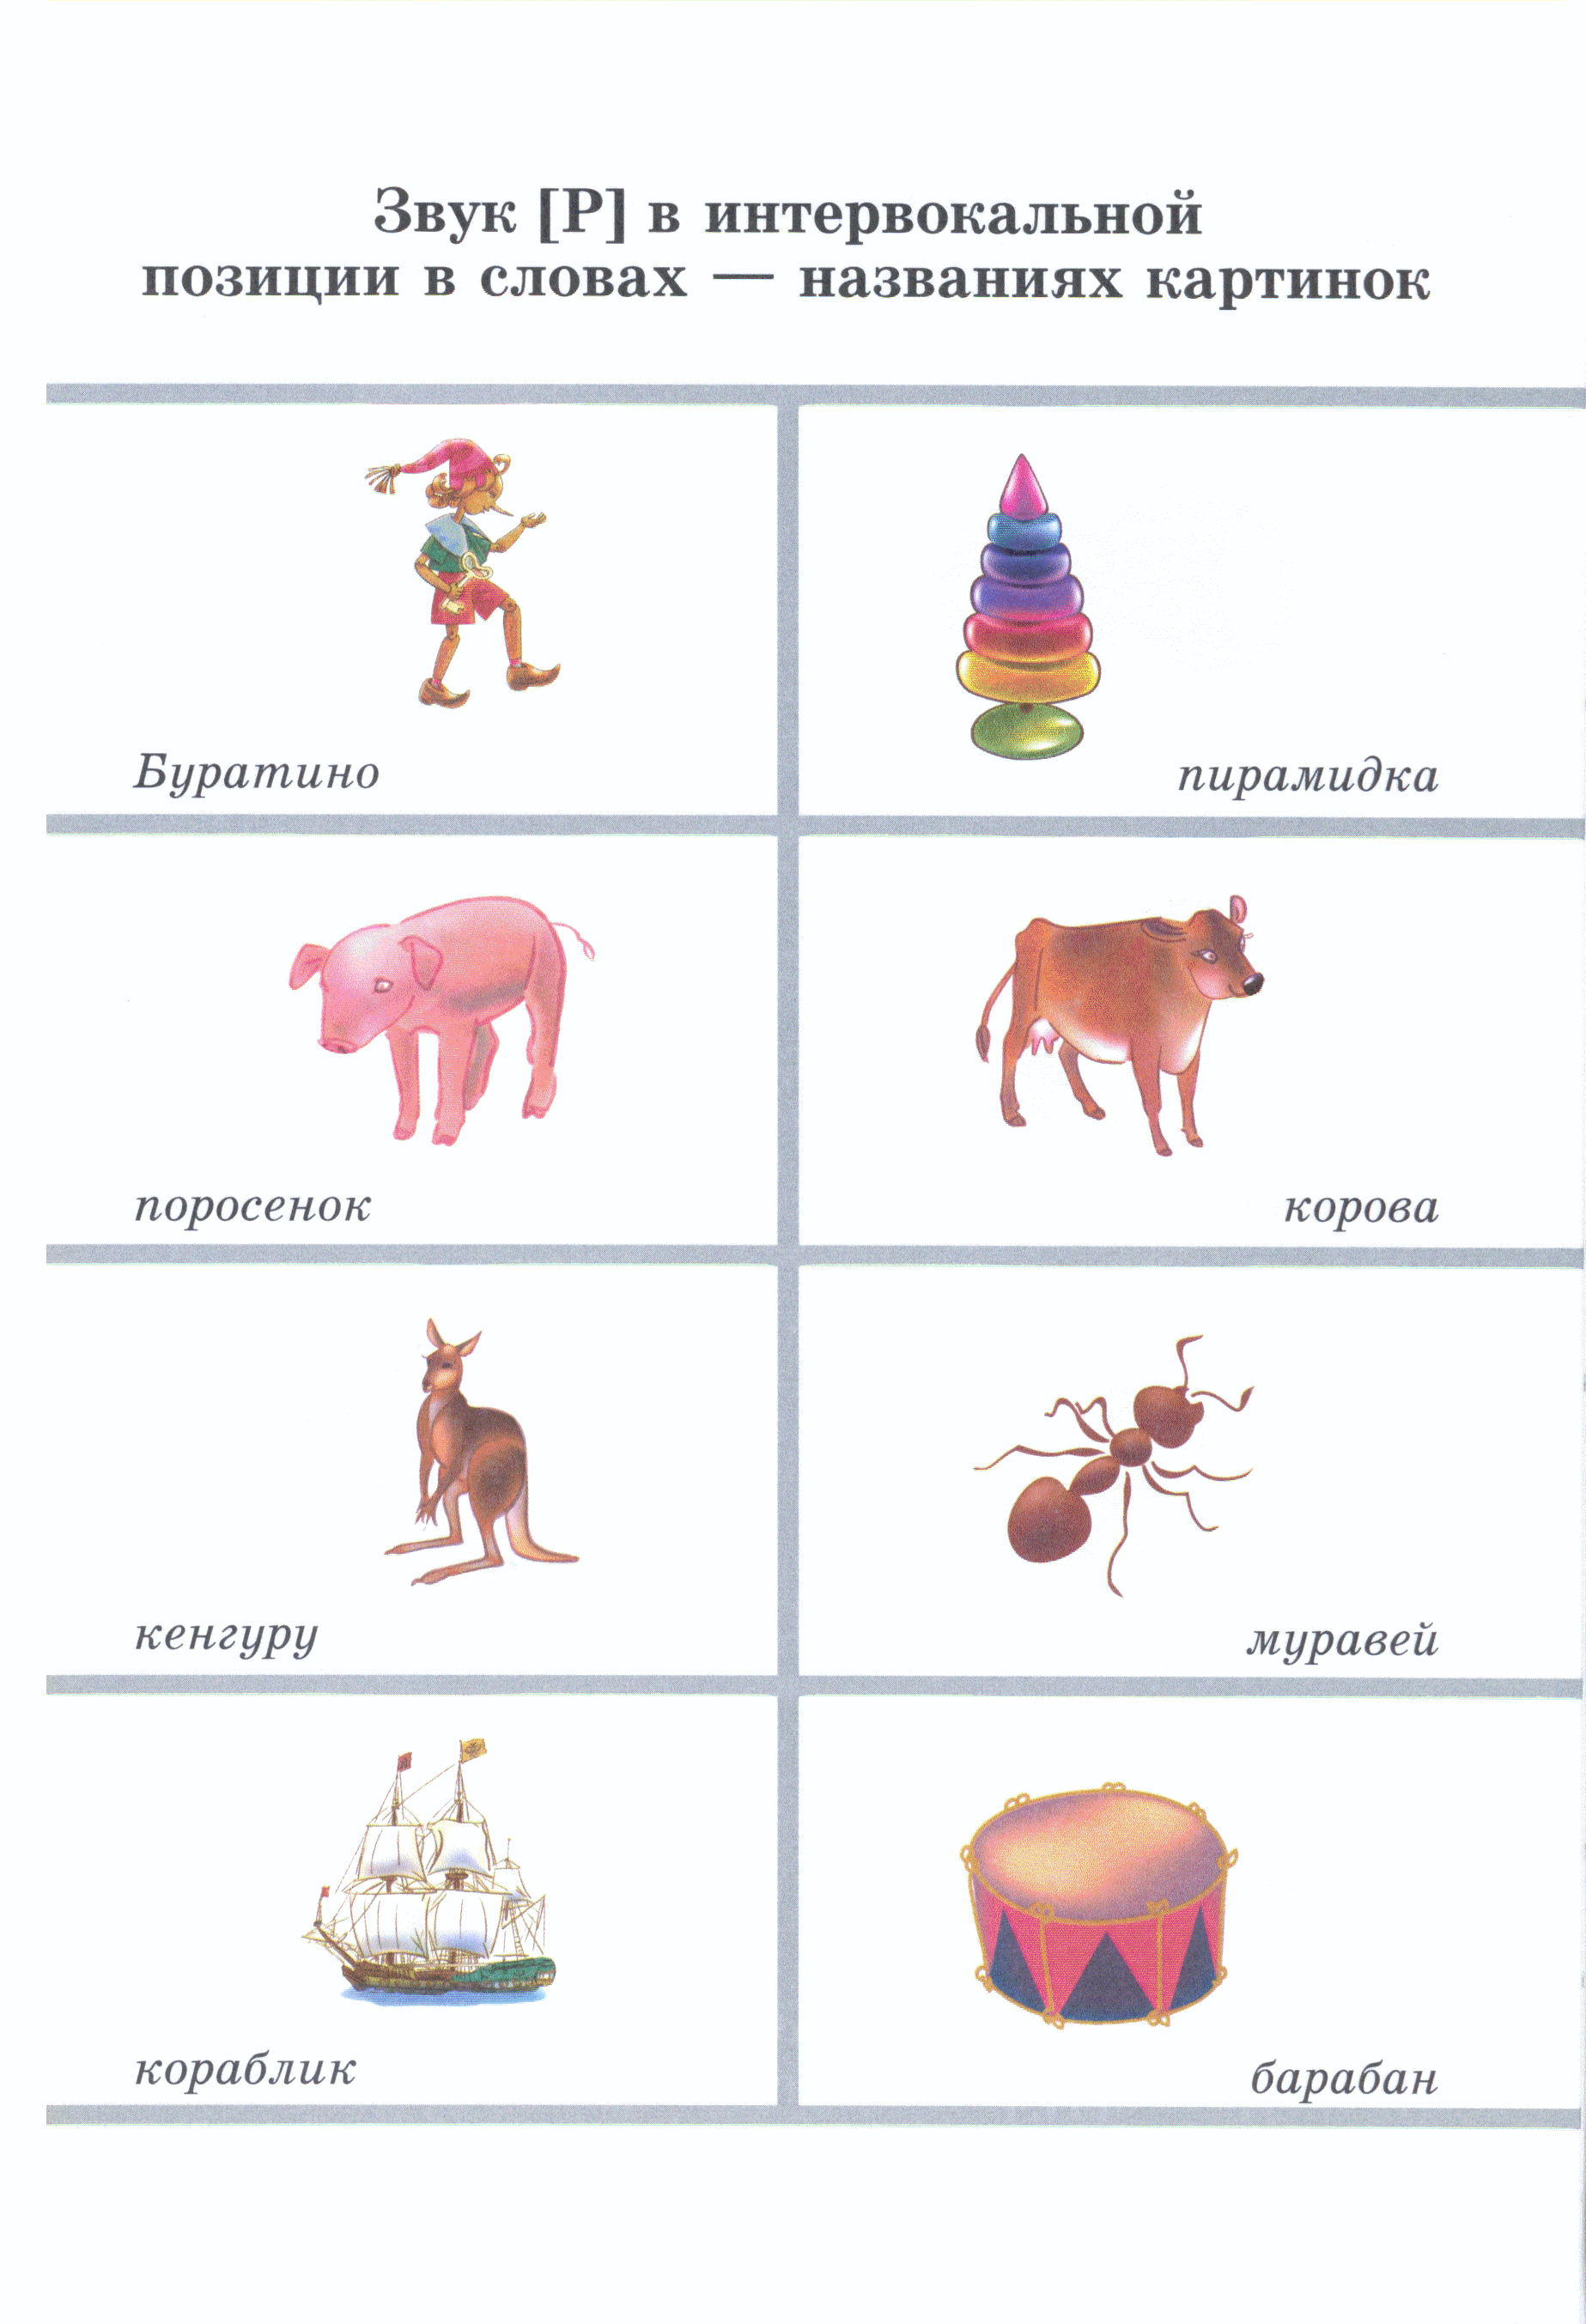 Звук [Р] в интервокальной
позиции в словах — названиях картинок
Буратино
пирамидка
поросенок
корова
кенгуру
муравей
кораблик
барабан